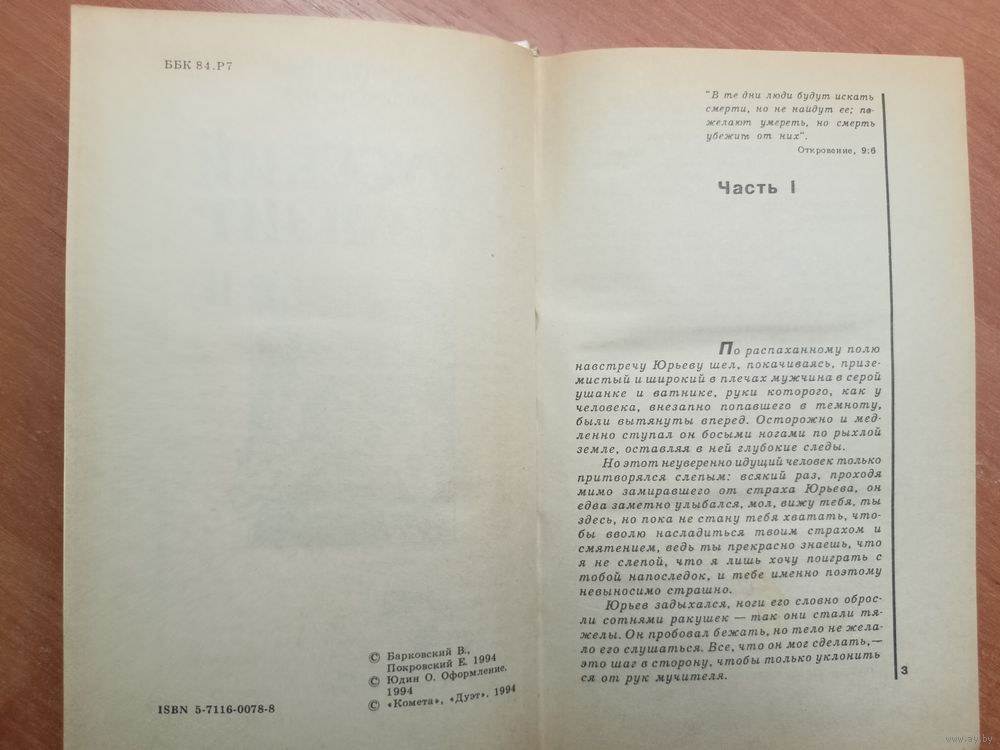 ББК 84.Р7
© Барковский В.,
Покровский Е. 1994
© Юдин О. Оформление.
1994
© «Комета», «Дуэт», 1994
ISBN 5-7116-0078-8
"В те дни люди будут искать
смерти, но не найдут ее; по-
желают умереть, но смерть
убежит от них".
Откровение, 9:6
Часть I
По распаханному полю
навстречу Юрьеву шел, покачиваясь, призе-
мистый и широкий в плечах мужчина в серой
ушанке и ватнике, руки которого, как у
человека, внезапно попавшего в темноту,
были вытянуты вперед. Осторожно и мед-
ленно ступал он босыми ногами по рыхлой
земле, оставляя в ней глубокие следы.
Но этот неуверенно идущий человек только
притворялся слепым: всякий раз, проходя
мимо замиравшего от страха Юрьева, он
едва заметно улыбался, мол, вижу тебя, ты
здесь, но пока не стану тебя хватать, что-
бы вволю насладиться твоим страхом и
смятением, ведь ты прекрасно знаешь, что
я не слепой, что я лишь хочу поиграть с
тобой напоследок, и тебе именно поэтому
невыносимо страшно.
Юрьев задыхался, ноги его словно оброс-
ли сотнями ракушек — так они стали тя-
желы. Он пробовал бежать, но тело не жела-
ло его слушаться. Все, что он мог сделать,—
это шаг в сторону, чтобы только уклонить
ся от рук мучителя.
3
www.ay.by